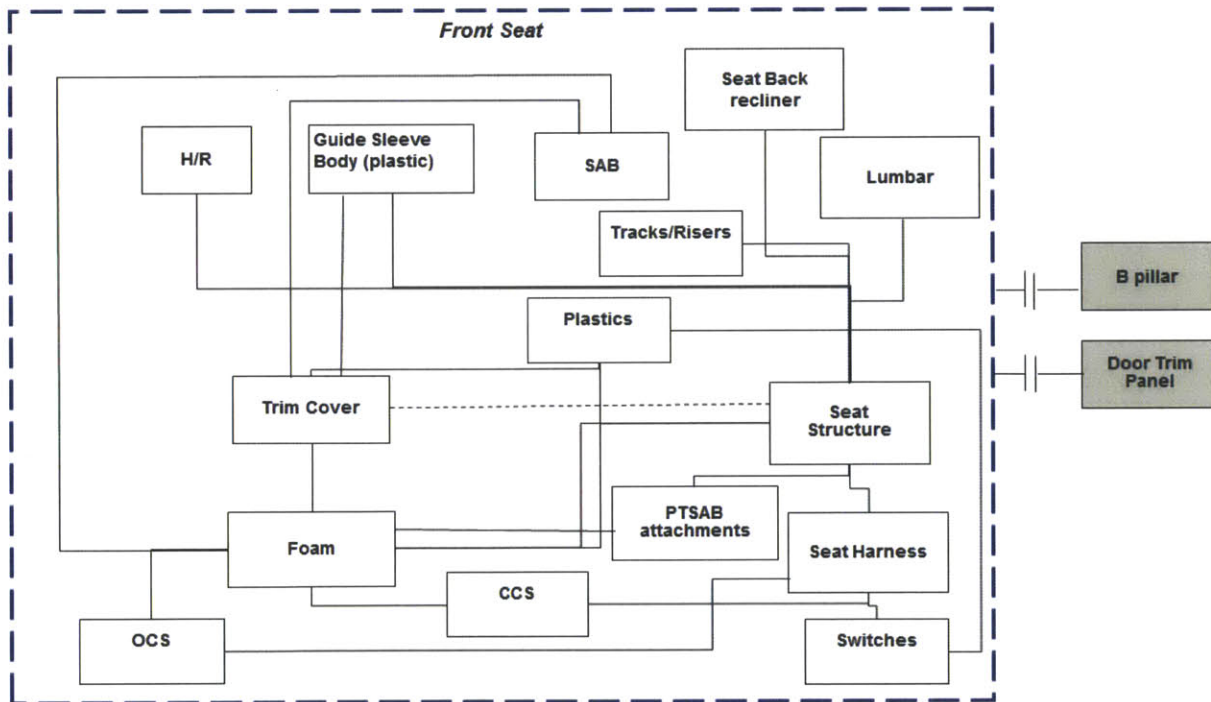 Front Seat
Seat Back
recliner
H/R
Guide Sleeve
Body (plastic)
SAB
Lumbar
Tracks/Risers
B pillar
Plastics
Door Trim
Panel
Trim Cover
Seat
Structure
PTSAB
attachments
Foam
Seat Harness
CCS
OCS
Switches